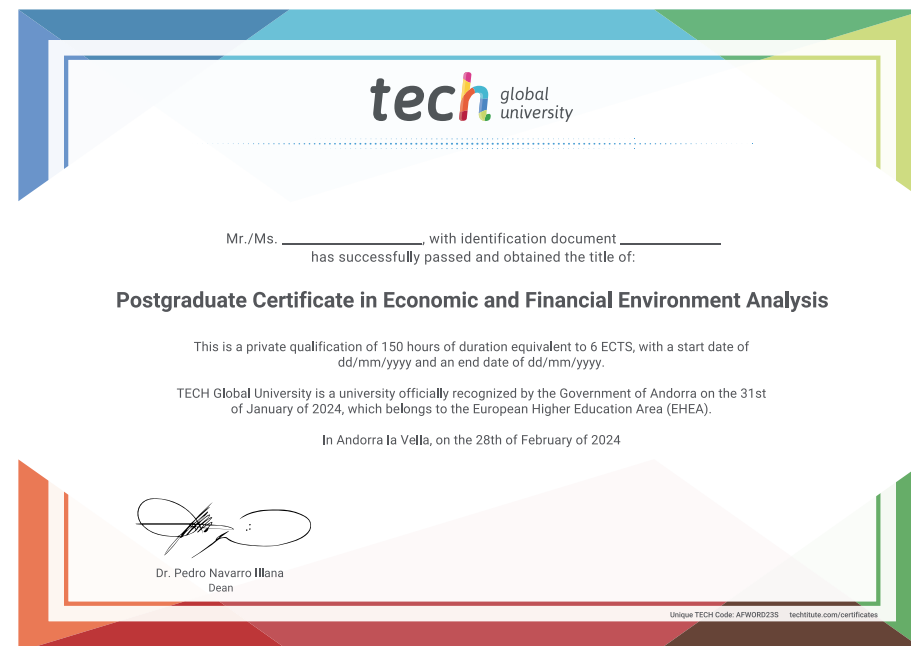 tech global university
Mr./Ms. ____________, with identification document ____________
has successfully passed and obtained the title of:
Postgraduate Certificate in Economic and Financial Environment Analysis
This is a private qualification of 150 hours of duration equivalent to 6 ECTS, with a start date of
dd/mm/yyyy and an end date of dd/mm/yyyy.
TECH Global University is a university officially recognized by the Government of Andorra on the 31st
of January of 2024, which belongs to the European Higher Education Area (EHEA).
In Andorra la Vella, on the 28th of February of 2024
Dr. Pedro Navarro Illana
Dean
Unique TECH Code: AFWORD23S techtitute.com/certificates